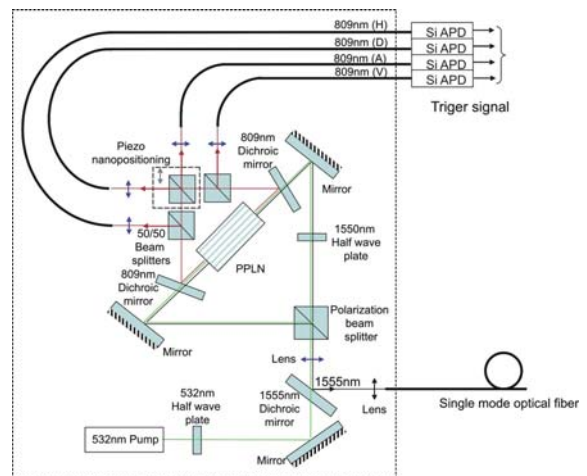 809nm (H)
Si APD
809nm (D)
Si APD
809nm (A)
Si APD
809nm (V)
Si APD
Triger signal
Piezo
nanopositioning
809nm
Dichroic
mirror
Mirror
50/50
Beam
splitters
PPLN
1550nm
Half wave
plate
809nm
Dichroic
mirror
Polarization
beam
splitter
Mirror
Lens
1555nm
Lens
Single mode optical fiber
532nm
Half wave
plate
1555nm
Dichroic
mirror
532nm Pump
Mirror